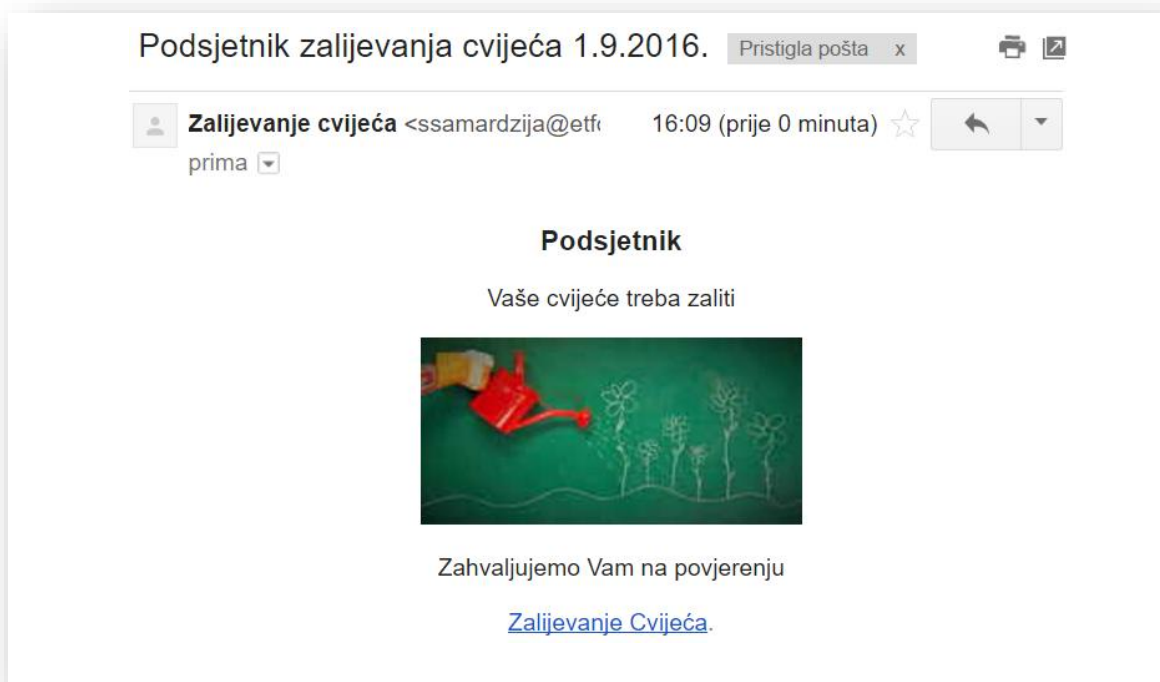 Podsjetnik zalijevanja cvijeća 1.9.2016. Pristigla pošta x
Zalijevanje cvijeća <ssamardzija@etf 16:09 (prije 0 minuta)
prima
Podsjetnik
Vaše cvijeće treba zaliti
Zahvaljujemo Vam na povjerenju
Zalijevanje Cvijeća.